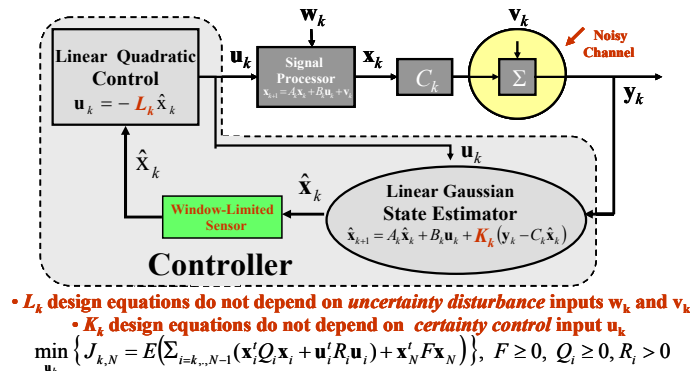 w_k
v_k
Noisy
Channel
Linear Quadratic
Control
u_k = − L_k x̂_k
u_k
Signal
Processor
x_{k+1} = A_k x_k + B_k u_k + v_k
x_k
C_k
Σ
y_k
x̂_k
u_k
x̂_k
Window-Limited
Sensor
Linear Gaussian
State Estimator
x̂_{k+1} = A_k x̂_k + B_k u_k + K_k (y_k − C_k x̂_k)
Controller
• L_k design equations do not depend on uncertainty disturbance inputs w_k and v_k
• K_k design equations do not depend on certainty control input u_k
min_{u_k} { J_{k,N} = E(Σ_{i=k,.,N−1} (x_i^t Q_i x_i + u_i^t R_i u_i) + x_N^t F x_N) }, F ≥ 0, Q_i ≥ 0, R_i > 0